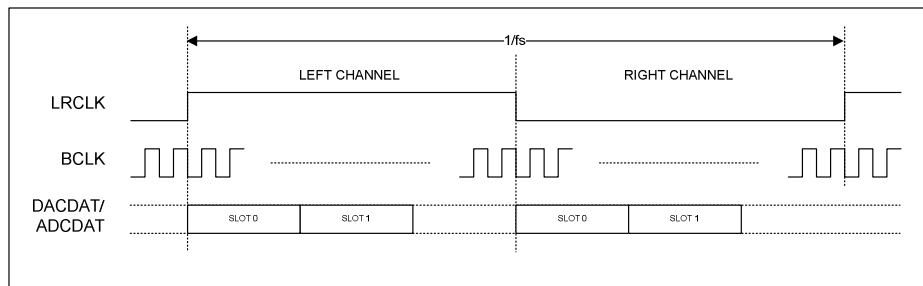 1/fs
LEFT CHANNEL
RIGHT CHANNEL
LRCLK
BCLK
DACDAT/
ADCDAT
SLOT 0
SLOT 1
SLOT 0
SLOT 1